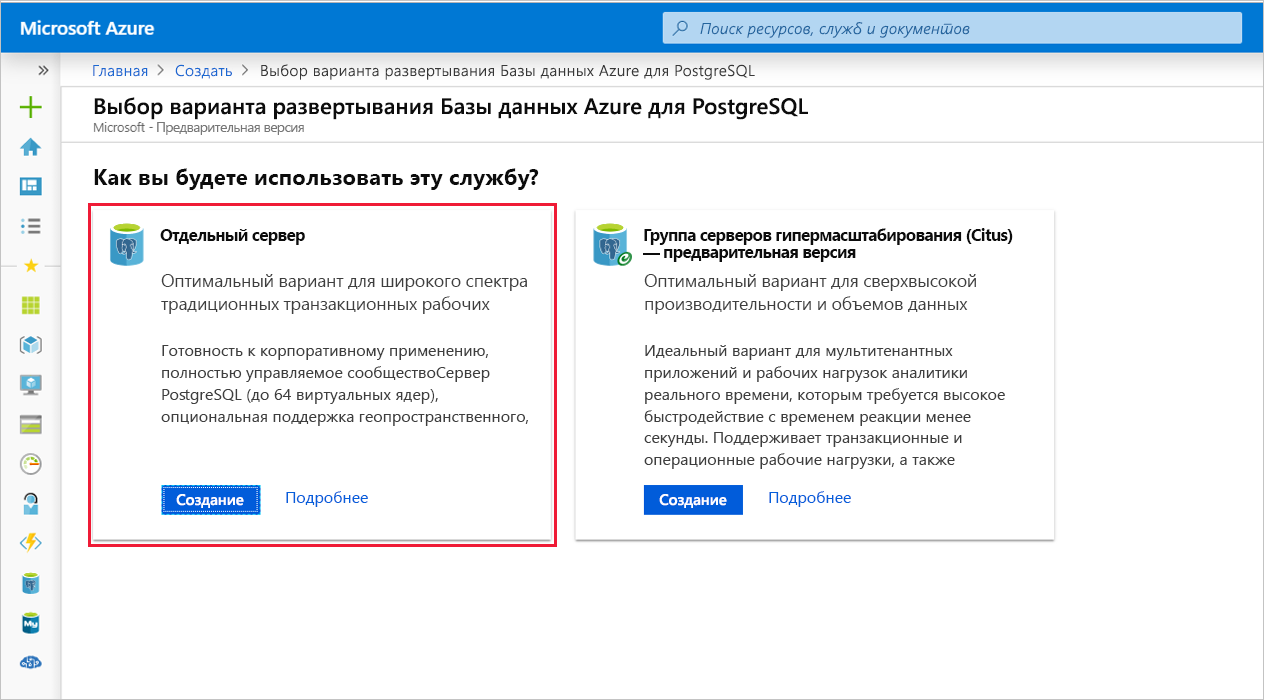 Microsoft Azure
Поиск ресурсов, служб и документов
Главная > Создать > Выбор варианта развертывания Базы данных Azure для PostgreSQL
Выбор варианта развертывания Базы данных Azure для PostgreSQL
Microsoft - Предварительная версия
Как вы будете использовать эту службу?
Отдельный сервер
Оптимальный вариант для широкого спектра
традиционных транзакционных рабочих
Готовность к корпоративному применению,
полностью управляемое сообществоСервер
PostgreSQL (до 64 виртуальных ядер),
опциональная поддержка геопространственного,
Создание
Подробнее
Группа серверов гипермасштабирования (Citus)
— предварительная версия
Оптимальный вариант для сверхвысокой
производительности и объемов данных
Идеальный вариант для мультитенантных
приложений и рабочих нагрузок аналитики
реального времени, которым требуется высокое
быстродействие с временем реакции менее
секунды. Поддерживает транзакционные и
операционные рабочие нагрузки, а также
Создание
Подробнее
My